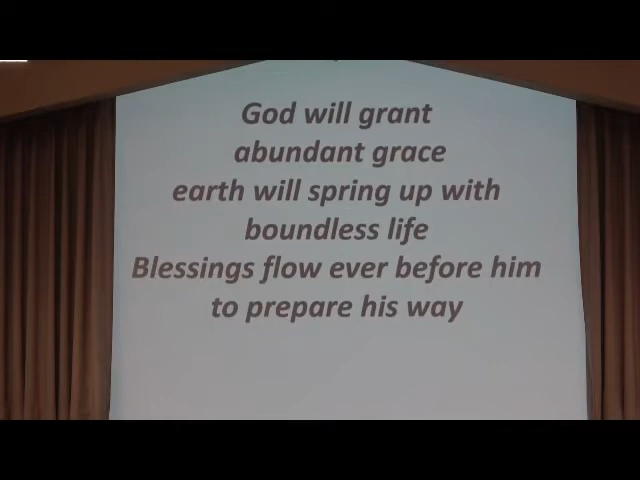 God will grant
abundant grace
earth will spring up with
boundless life
Blessings flow ever before him
to prepare his way